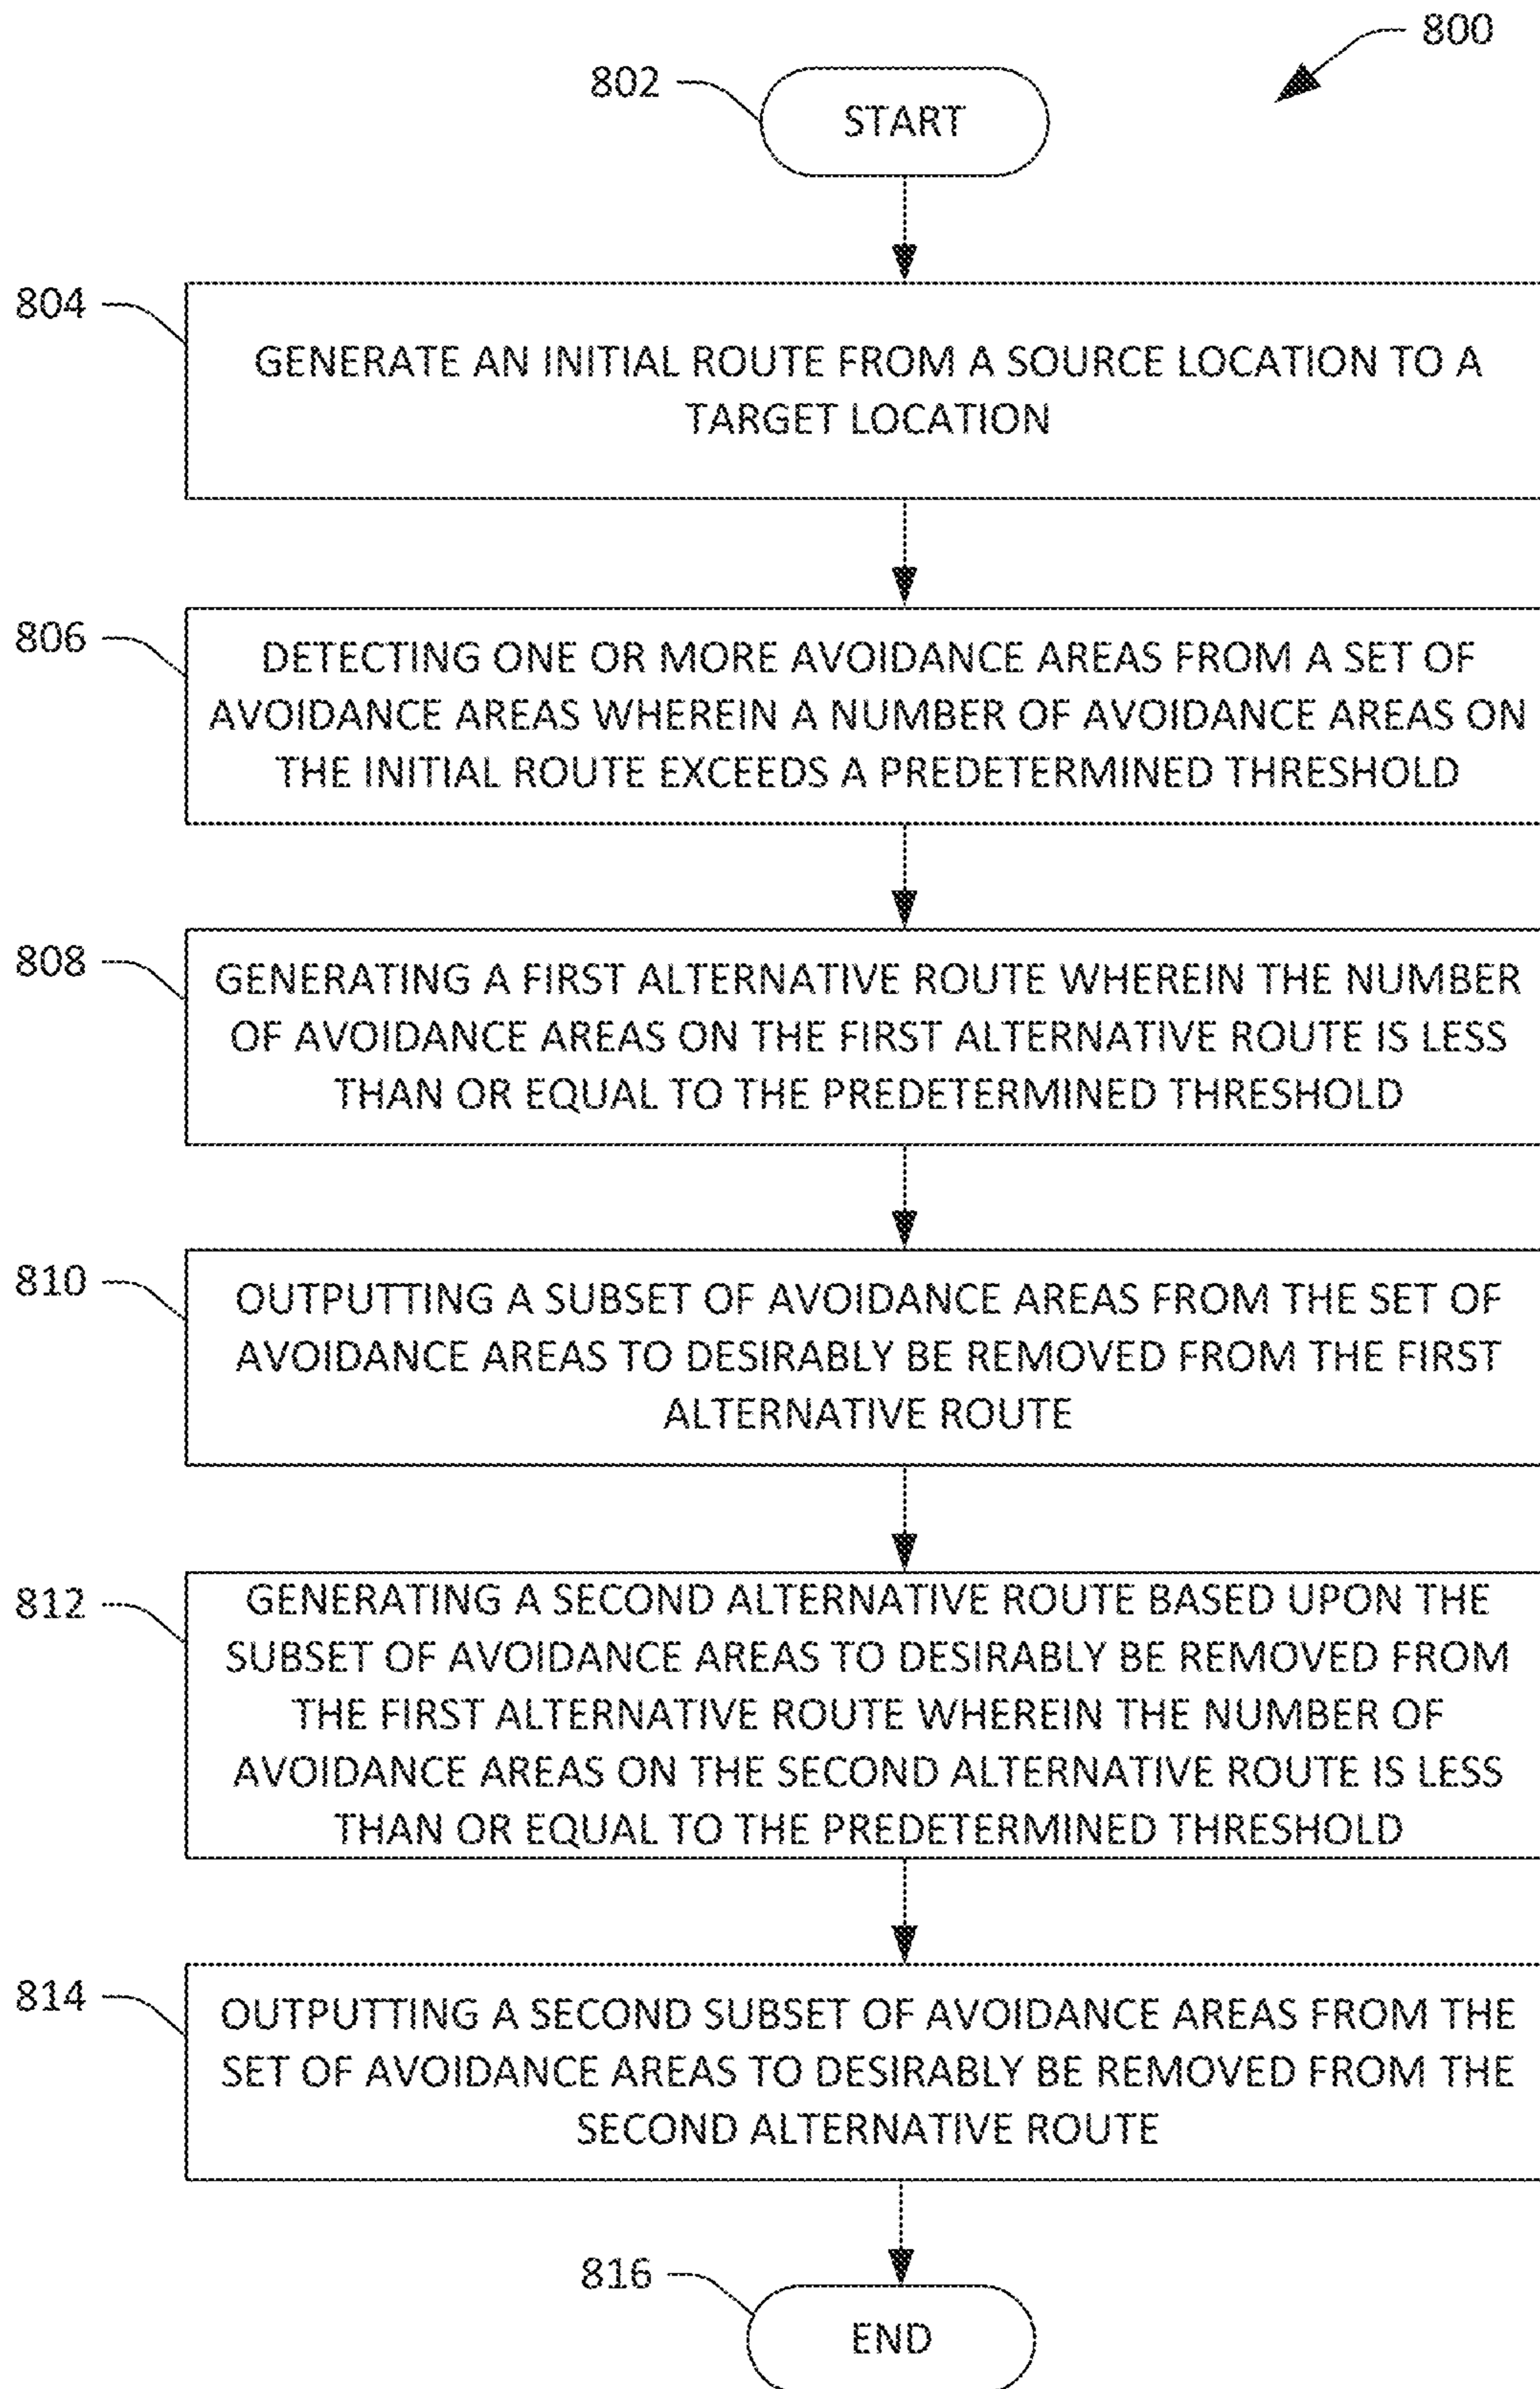 800
802
START
804
GENERATE AN INITIAL ROUTE FROM A SOURCE LOCATION TO A
TARGET LOCATION
806
DETECTING ONE OR MORE AVOIDANCE AREAS FROM A SET OF
AVOIDANCE AREAS WHEREIN A NUMBER OF AVOIDANCE AREAS ON
THE INITIAL ROUTE EXCEEDS A PREDETERMINED THRESHOLD
808
GENERATING A FIRST ALTERNATIVE ROUTE WHEREIN THE NUMBER
OF AVOIDANCE AREAS ON THE FIRST ALTERNATIVE ROUTE IS LESS
THAN OR EQUAL TO THE PREDETERMINED THRESHOLD
810
OUTPUTTING A SUBSET OF AVOIDANCE AREAS FROM THE SET OF
AVOIDANCE AREAS TO DESIRABLY BE REMOVED FROM THE FIRST
ALTERNATIVE ROUTE
812
GENERATING A SECOND ALTERNATIVE ROUTE BASED UPON THE
SUBSET OF AVOIDANCE AREAS TO DESIRABLY BE REMOVED FROM
THE FIRST ALTERNATIVE ROUTE WHEREIN THE NUMBER OF
AVOIDANCE AREAS ON THE SECOND ALTERNATIVE ROUTE IS LESS
THAN OR EQUAL TO THE PREDETERMINED THRESHOLD
814
OUTPUTTING A SECOND SUBSET OF AVOIDANCE AREAS FROM THE
SET OF AVOIDANCE AREAS TO DESIRABLY BE REMOVED FROM THE
SECOND ALTERNATIVE ROUTE
816
END